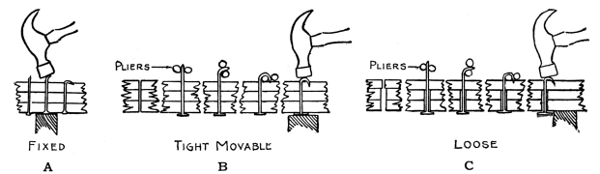 PLIERS
PLIERS
FIXED
TIGHT MOVABLE
LOOSE
A
B
C